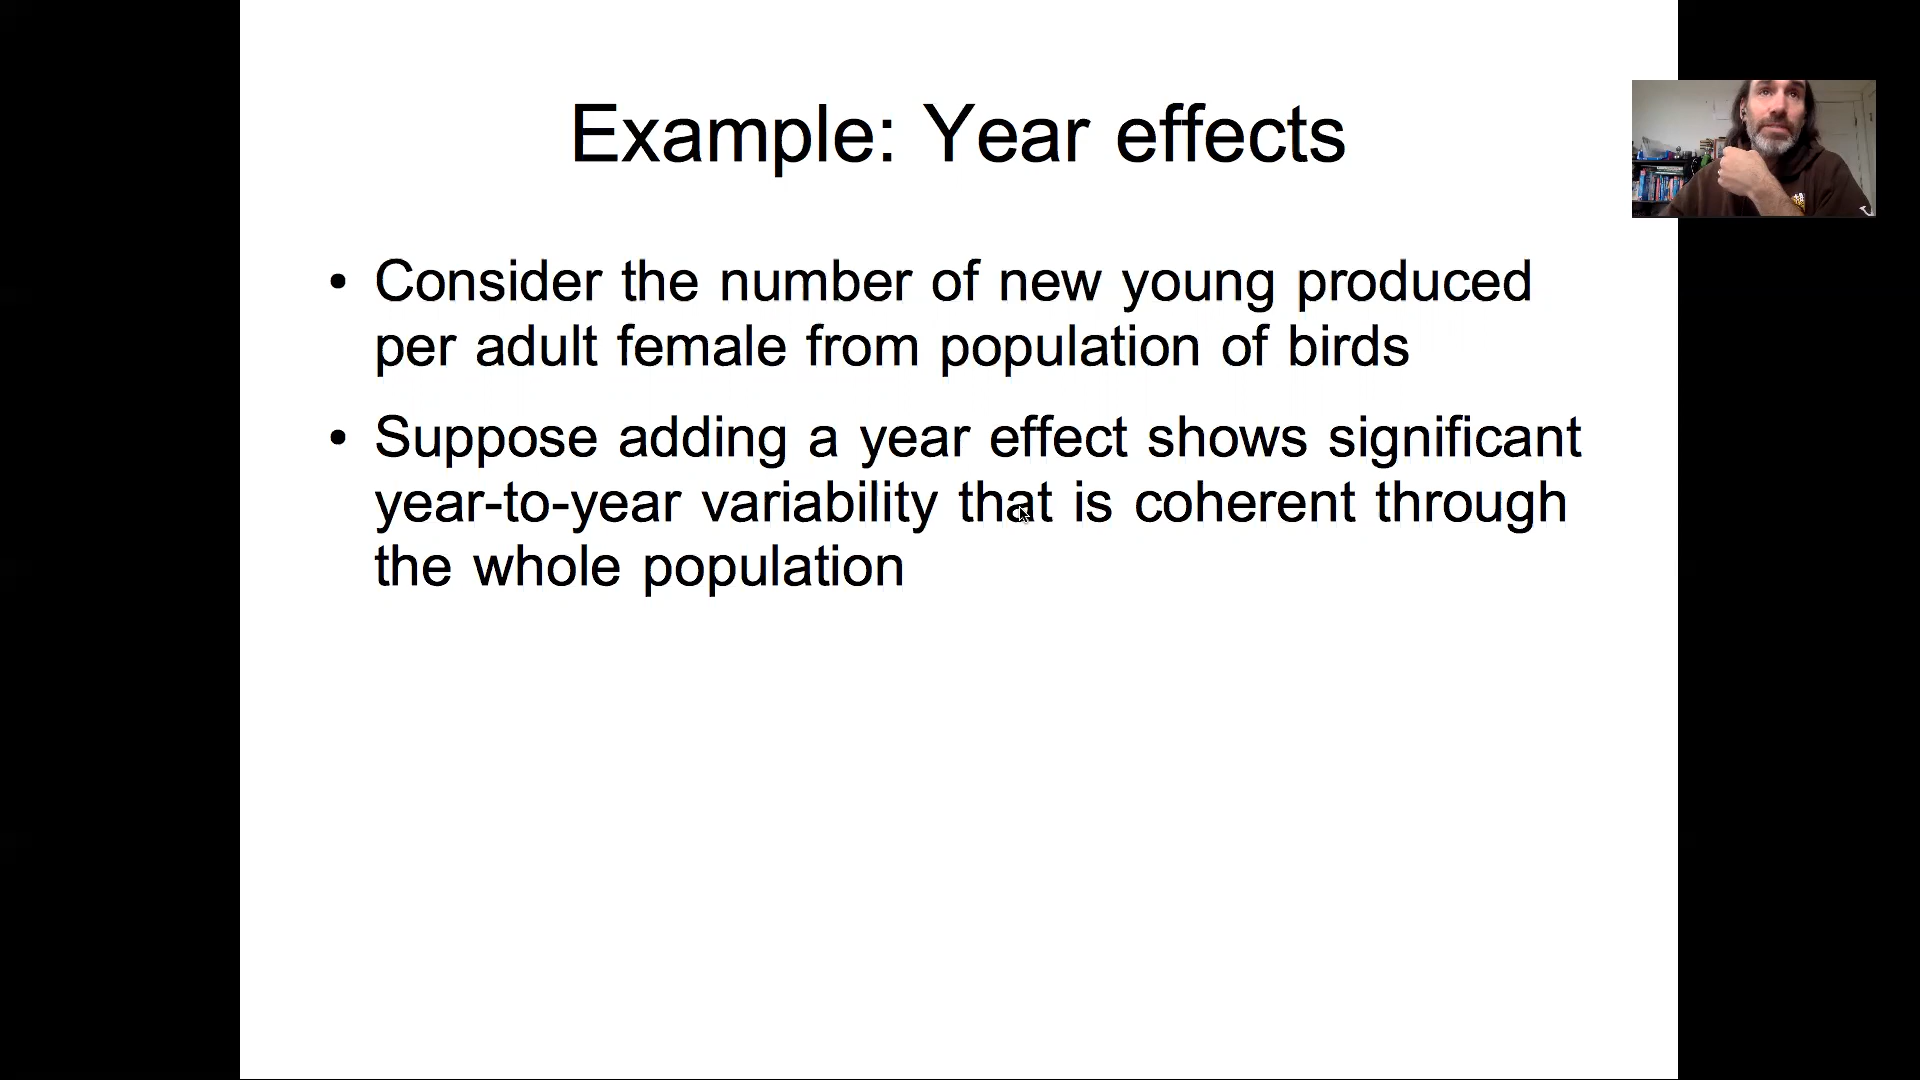 Example: Year effects
• Consider the number of new young produced
per adult female from population of birds
• Suppose adding a year effect shows significant
year-to-year variability that is coherent through
the whole population